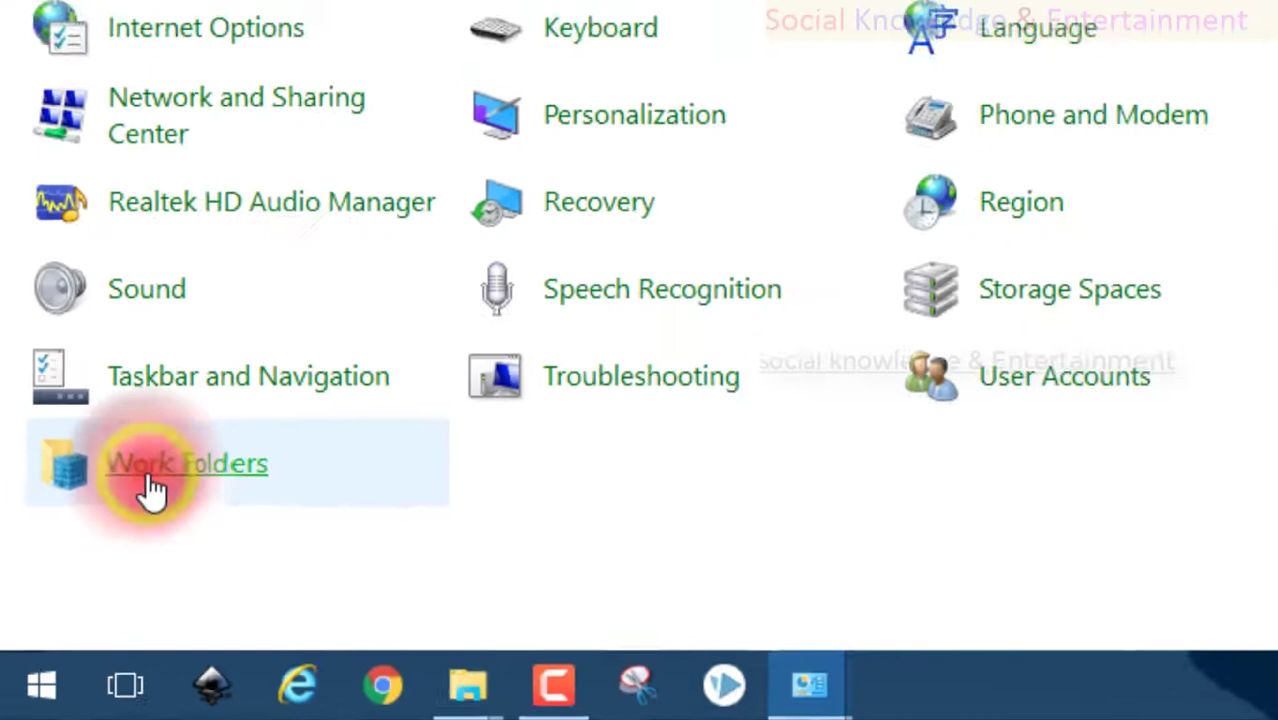 Social Knowledge & Entertainment
Internet Options
Keyboard
Language
Network and Sharing
Center
Personalization
Phone and Modem
Realtek HD Audio Manager
Recovery
Region
Sound
Speech Recognition
Storage Spaces
social knowledge & Entertainment
Taskbar and Navigation
Troubleshooting
User Accounts
Work Folders